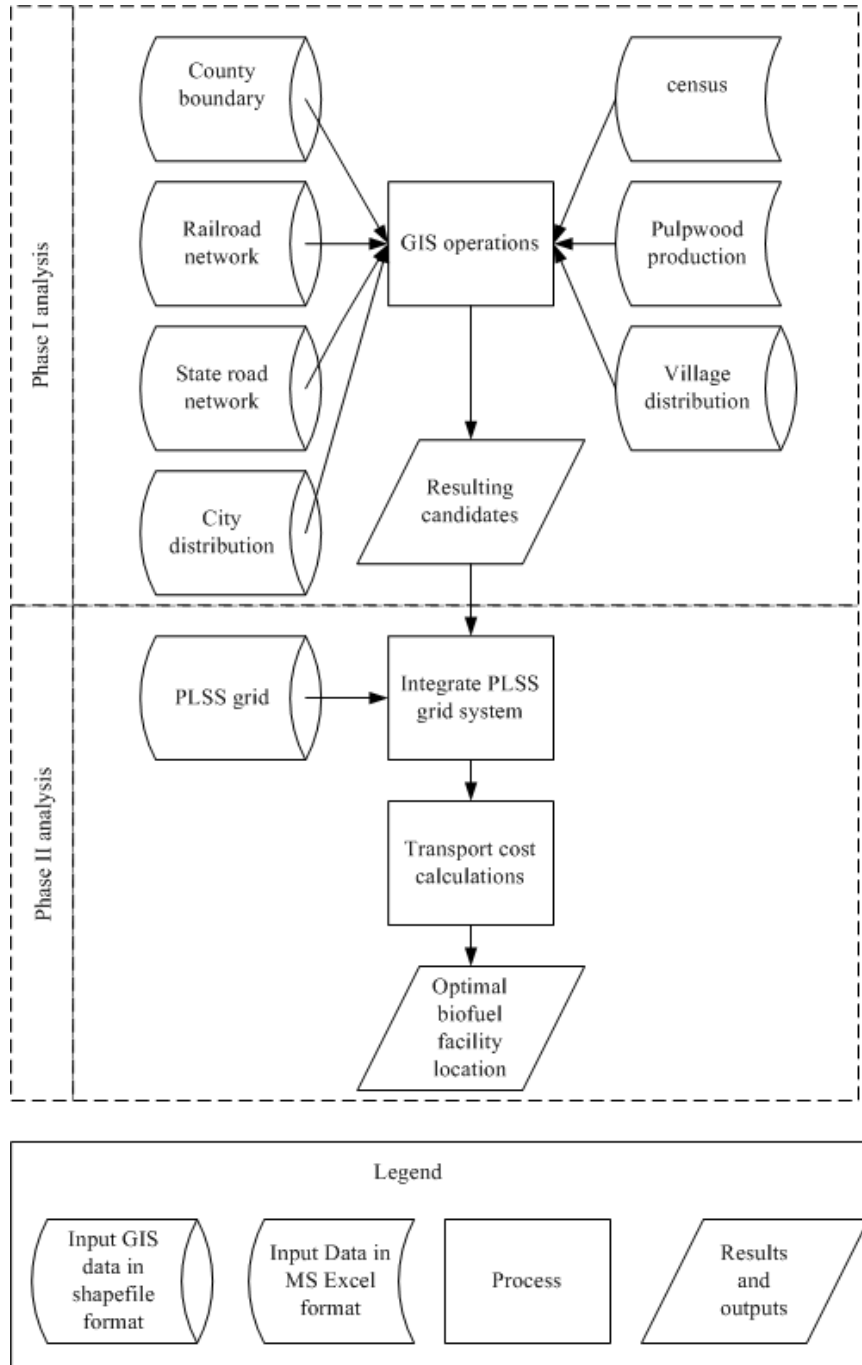 Phase I analysis
County
boundary
census
Railroad
network
GIS operations
Pulpwood
production
State road
network
Village
distribution
City
distribution
Resulting
candidates
Phase II analysis
PLSS grid
Integrate PLSS
grid system
Transport cost
calculations
Optimal
biofuel
facility
location
Legend
Input GIS
data in
shapefile
format
Input Data in
MS Excel
format
Process
Results
and
outputs